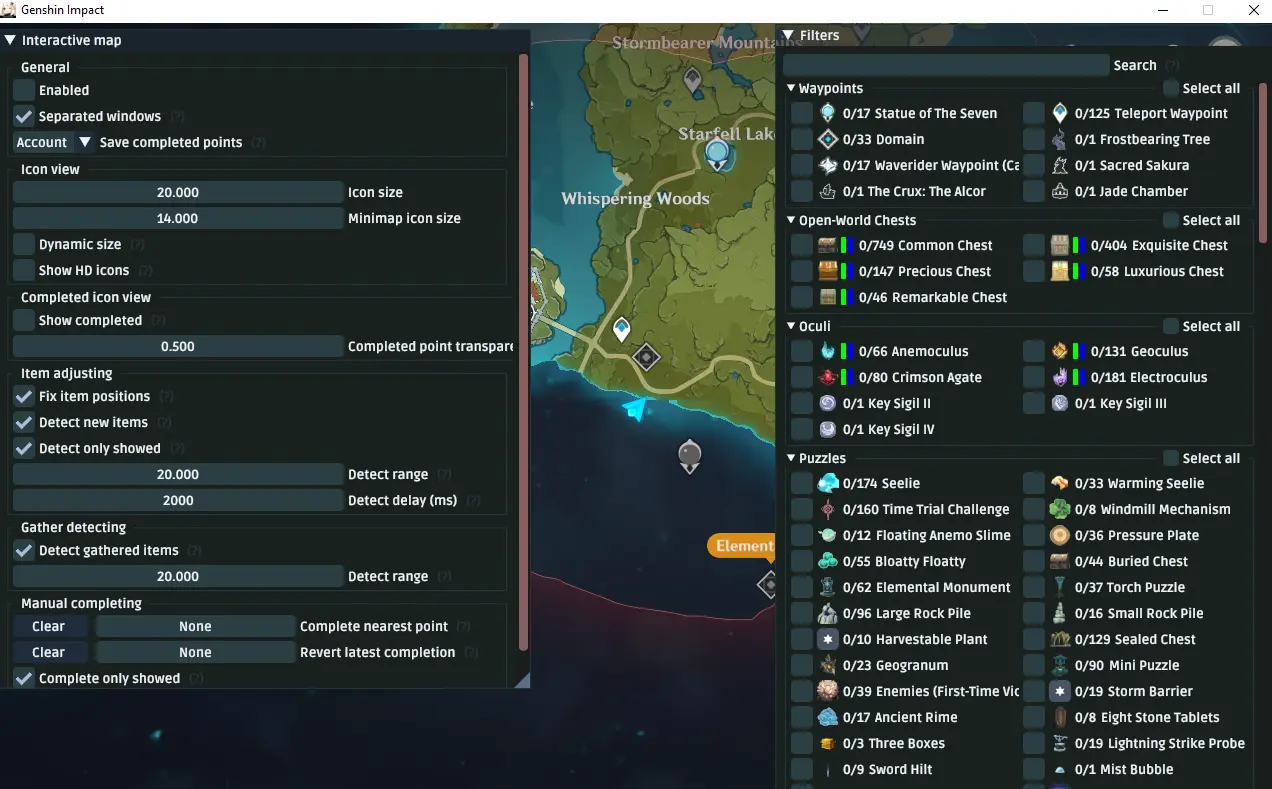 Genshin Impact
Interactive map
General
Enabled
Separated windows (?)
Account Save completed points (?)
Icon view
20.000 Icon size
14.000 Minimap icon size
Dynamic size (?)
Show HD icons (?)
Completed icon view
Show completed (?)
0.500 Completed point transpare
Item adjusting
Fix item positions (?)
Detect new items (?)
Detect only showed (?)
20.000 Detect range (?)
2000 Detect delay (ms) (?)
Gather detecting
Detect gathered items (?)
20.000 Detect range (?)
Manual completing
Clear None Complete nearest point (?)
Clear None Revert latest completion (?)
Complete only showed (?)
Stormbearer Mountains
Starfell Lake
Whispering Woods
Element
Filters
Search (?)
Waypoints Select all
0/17 Statue of The Seven 0/125 Teleport Waypoint
0/33 Domain 0/1 Frostbearing Tree
0/17 Waverider Waypoint (Ca 0/1 Sacred Sakura
0/1 The Crux: The Alcor 0/1 Jade Chamber
Open-World Chests Select all
0/749 Common Chest 0/404 Exquisite Chest
0/147 Precious Chest 0/58 Luxurious Chest
0/46 Remarkable Chest
Oculi Select all
0/66 Anemoculus 0/131 Geoculus
0/80 Crimson Agate 0/181 Electroculus
0/1 Key Sigil II 0/1 Key Sigil III
0/1 Key Sigil IV
Puzzles Select all
0/174 Seelie 0/33 Warming Seelie
0/160 Time Trial Challenge 0/8 Windmill Mechanism
0/12 Floating Anemo Slime 0/36 Pressure Plate
0/55 Bloatty Floatty 0/44 Buried Chest
0/62 Elemental Monument 0/37 Torch Puzzle
0/96 Large Rock Pile 0/16 Small Rock Pile
0/10 Harvestable Plant 0/129 Sealed Chest
0/23 Geogranum 0/90 Mini Puzzle
0/39 Enemies (First-Time Vic 0/19 Storm Barrier
0/17 Ancient Rime 0/8 Eight Stone Tablets
0/3 Three Boxes 0/19 Lightning Strike Probe
0/9 Sword Hilt 0/1 Mist Bubble